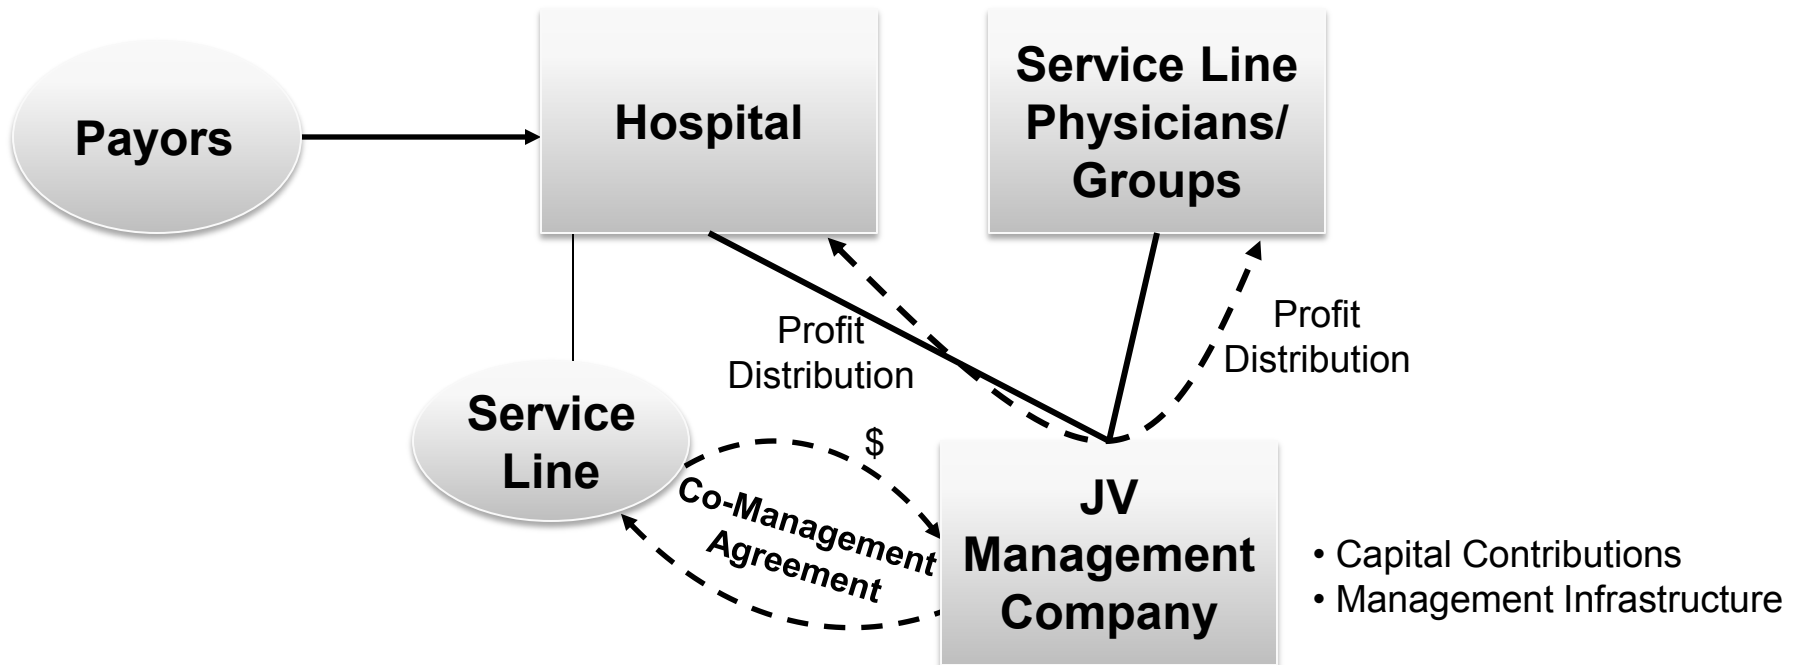 Payors
Hospital
Service Line
Physicians/
Groups
Profit
Distribution
Profit
Distribution
Service
Line
$
Co-Management
Agreement
JV
Management
Company
• Capital Contributions
• Management Infrastructure